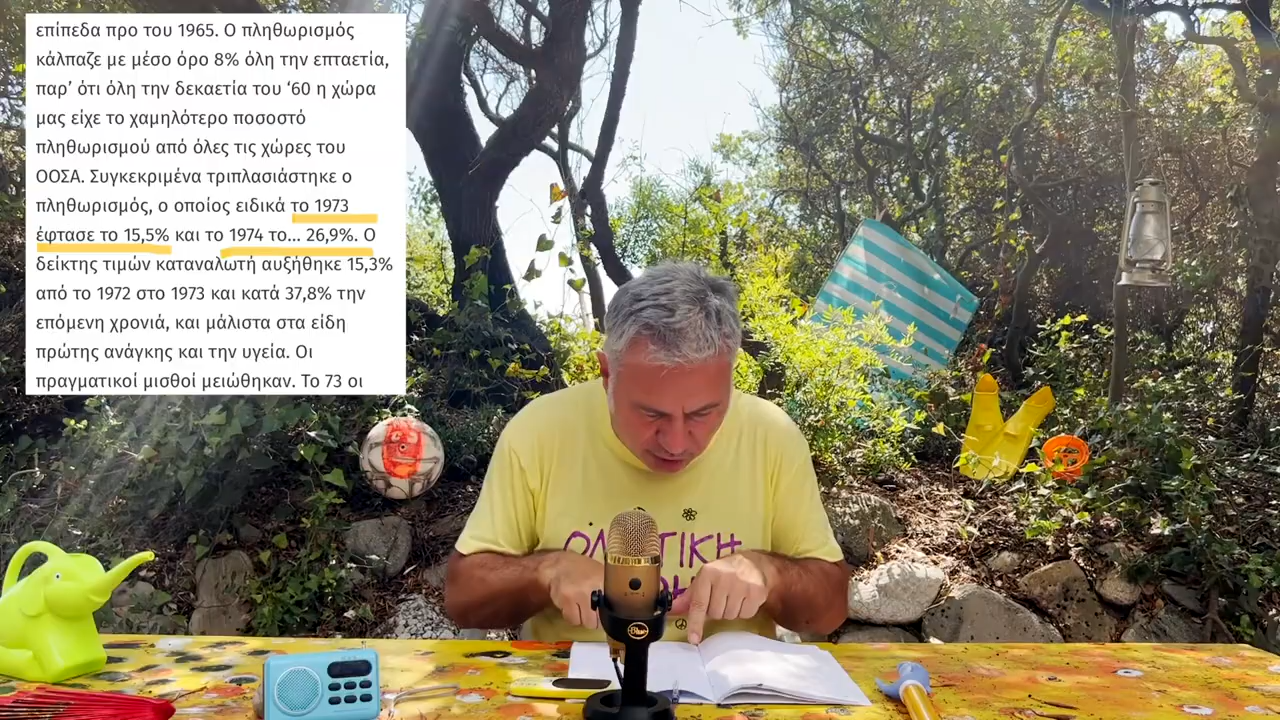 επίπεδα προ του 1965. Ο πληθωρισμός
κάλπαζε με μέσο όρο 8% όλη την επταετία,
παρ’ ότι όλη την δεκαετία του ‘60 η χώρα
μας είχε το χαμηλότερο ποσοστό
πληθωρισμού από όλες τις χώρες του
ΟΟΣΑ. Συγκεκριμένα τριπλασιάστηκε ο
πληθωρισμός, ο οποίος ειδικά το 1973
έφτασε το 15,5% και το 1974 το... 26,9%. Ο
δείκτης τιμών καταναλωτή αυξήθηκε 15,3%
από το 1972 στο 1973 και κατά 37,8% την
επόμενη χρονιά, και μάλιστα στα είδη
πρώτης ανάγκης και την υγεία. Οι
πραγματικοί μισθοί μειώθηκαν. Το 73 οι
Blue